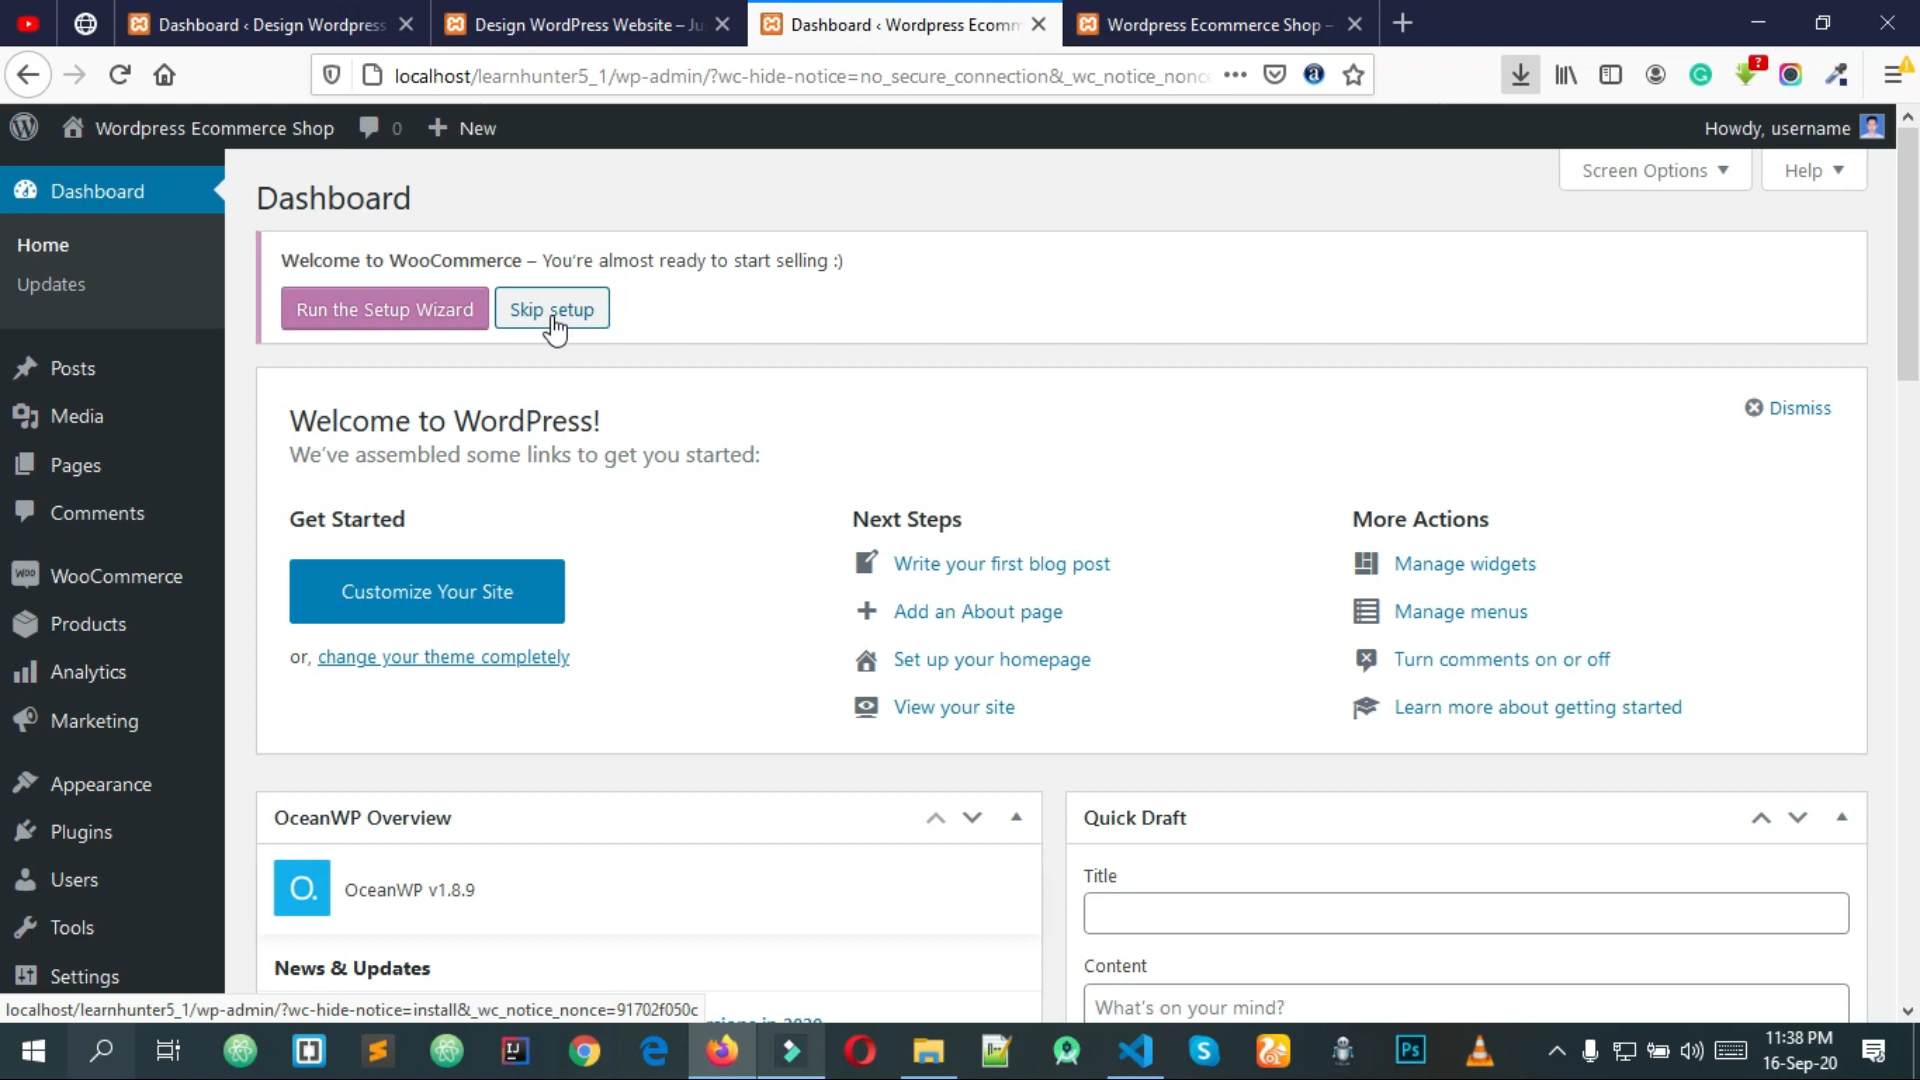 Dashboard ‹ Design Wordpress
Design WordPress Website – Ju
Dashboard ‹ Wordpress Ecomm
Wordpress Ecommerce Shop –
localhost/learnhunter5_1/wp-admin/?wc-hide-notice=no_secure_connection&_wc_notice_nonce
Wordpress Ecommerce Shop
0
New
Howdy, username
Screen Options
Help
Dashboard
Home
Updates
Posts
Media
Pages
Comments
WooCommerce
Products
Analytics
Marketing
Appearance
Plugins
Users
Tools
Settings
Dashboard
Welcome to WooCommerce – You're almost ready to start selling :)
Run the Setup Wizard
Skip setup
Welcome to WordPress!
Dismiss
We've assembled some links to get you started:
Get Started
Customize Your Site
or, change your theme completely
Next Steps
Write your first blog post
Add an About page
Set up your homepage
View your site
More Actions
Manage widgets
Manage menus
Turn comments on or off
Learn more about getting started
OceanWP Overview
O.
OceanWP v1.8.9
News & Updates
Quick Draft
Title
Content
What's on your mind?
localhost/learnhunter5_1/wp-admin/?wc-hide-notice=install&_wc_notice_nonce=91702f050c
11:38 PM
16-Sep-20